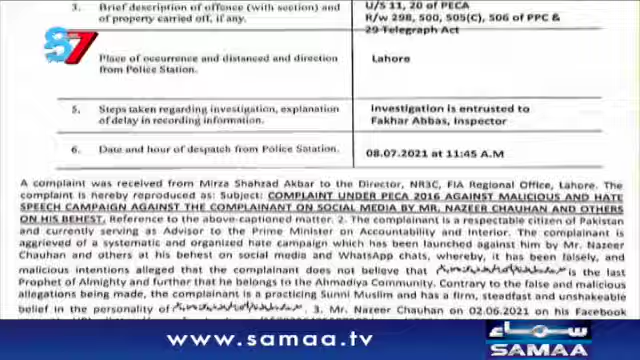 S7
3. Brief description of offence (with section) and of property carried off, if any.
U/S 11, 20 of PECA
R/w 298, 500, 505(C), 506 of PPC &
29 Telegraph Act
Place of occurrence and distanced and direction from Police Station.
Lahore
5. Steps taken regarding investigation, explanation of delay in recording information.
Investigation is entrusted to
Fakhar Abbas, Inspector
6. Date and hour of despatch from Police Satation.
08.07.2021 at 11:45 A.M
A complaint was received from Mirza Shahzad Akbar to the Director, NR3C, FIA Regional Office, Lahore. The
complaint is hereby reproduced as: Subject: COMPLAINT UNDER PECA 2016 AGAINST MALICIOUS AND HATE
SPEECH CAMPAIGN AGAINST THE COMPLAINANT ON SOCIAL MEDIA BY MR. NAZEER CHAUHAN AND OTHERS
ON HIS BEHEST. Reference to the above-captioned matter. 2. The complainant is a respectable citizen of Pakistan
and currently serving as Advisor to the Prime Minister on Accountability and Interior. The complainant is
aggrieved of a systematic and organized hate campaign which has been launched against him by Mr. Nazeer
Chauhan and others at his behest on social media and WhatsApp chats, whereby, it has been falsely, and
malicious intentions alleged that the complainant does not believe that is the last
Prophet of Almighty and further that he belongs to the Ahmadiya Community. Contrary to the false and malicious
allegations being made, the complainant is a practicing Sunni Muslim and has a firm, steadfast and unshakeable
belief in the personality of 3. Mr. Nazeer Chauhan on 02.06.2021 on his Facebook
www.samaa.tv
سماء
SAMAA